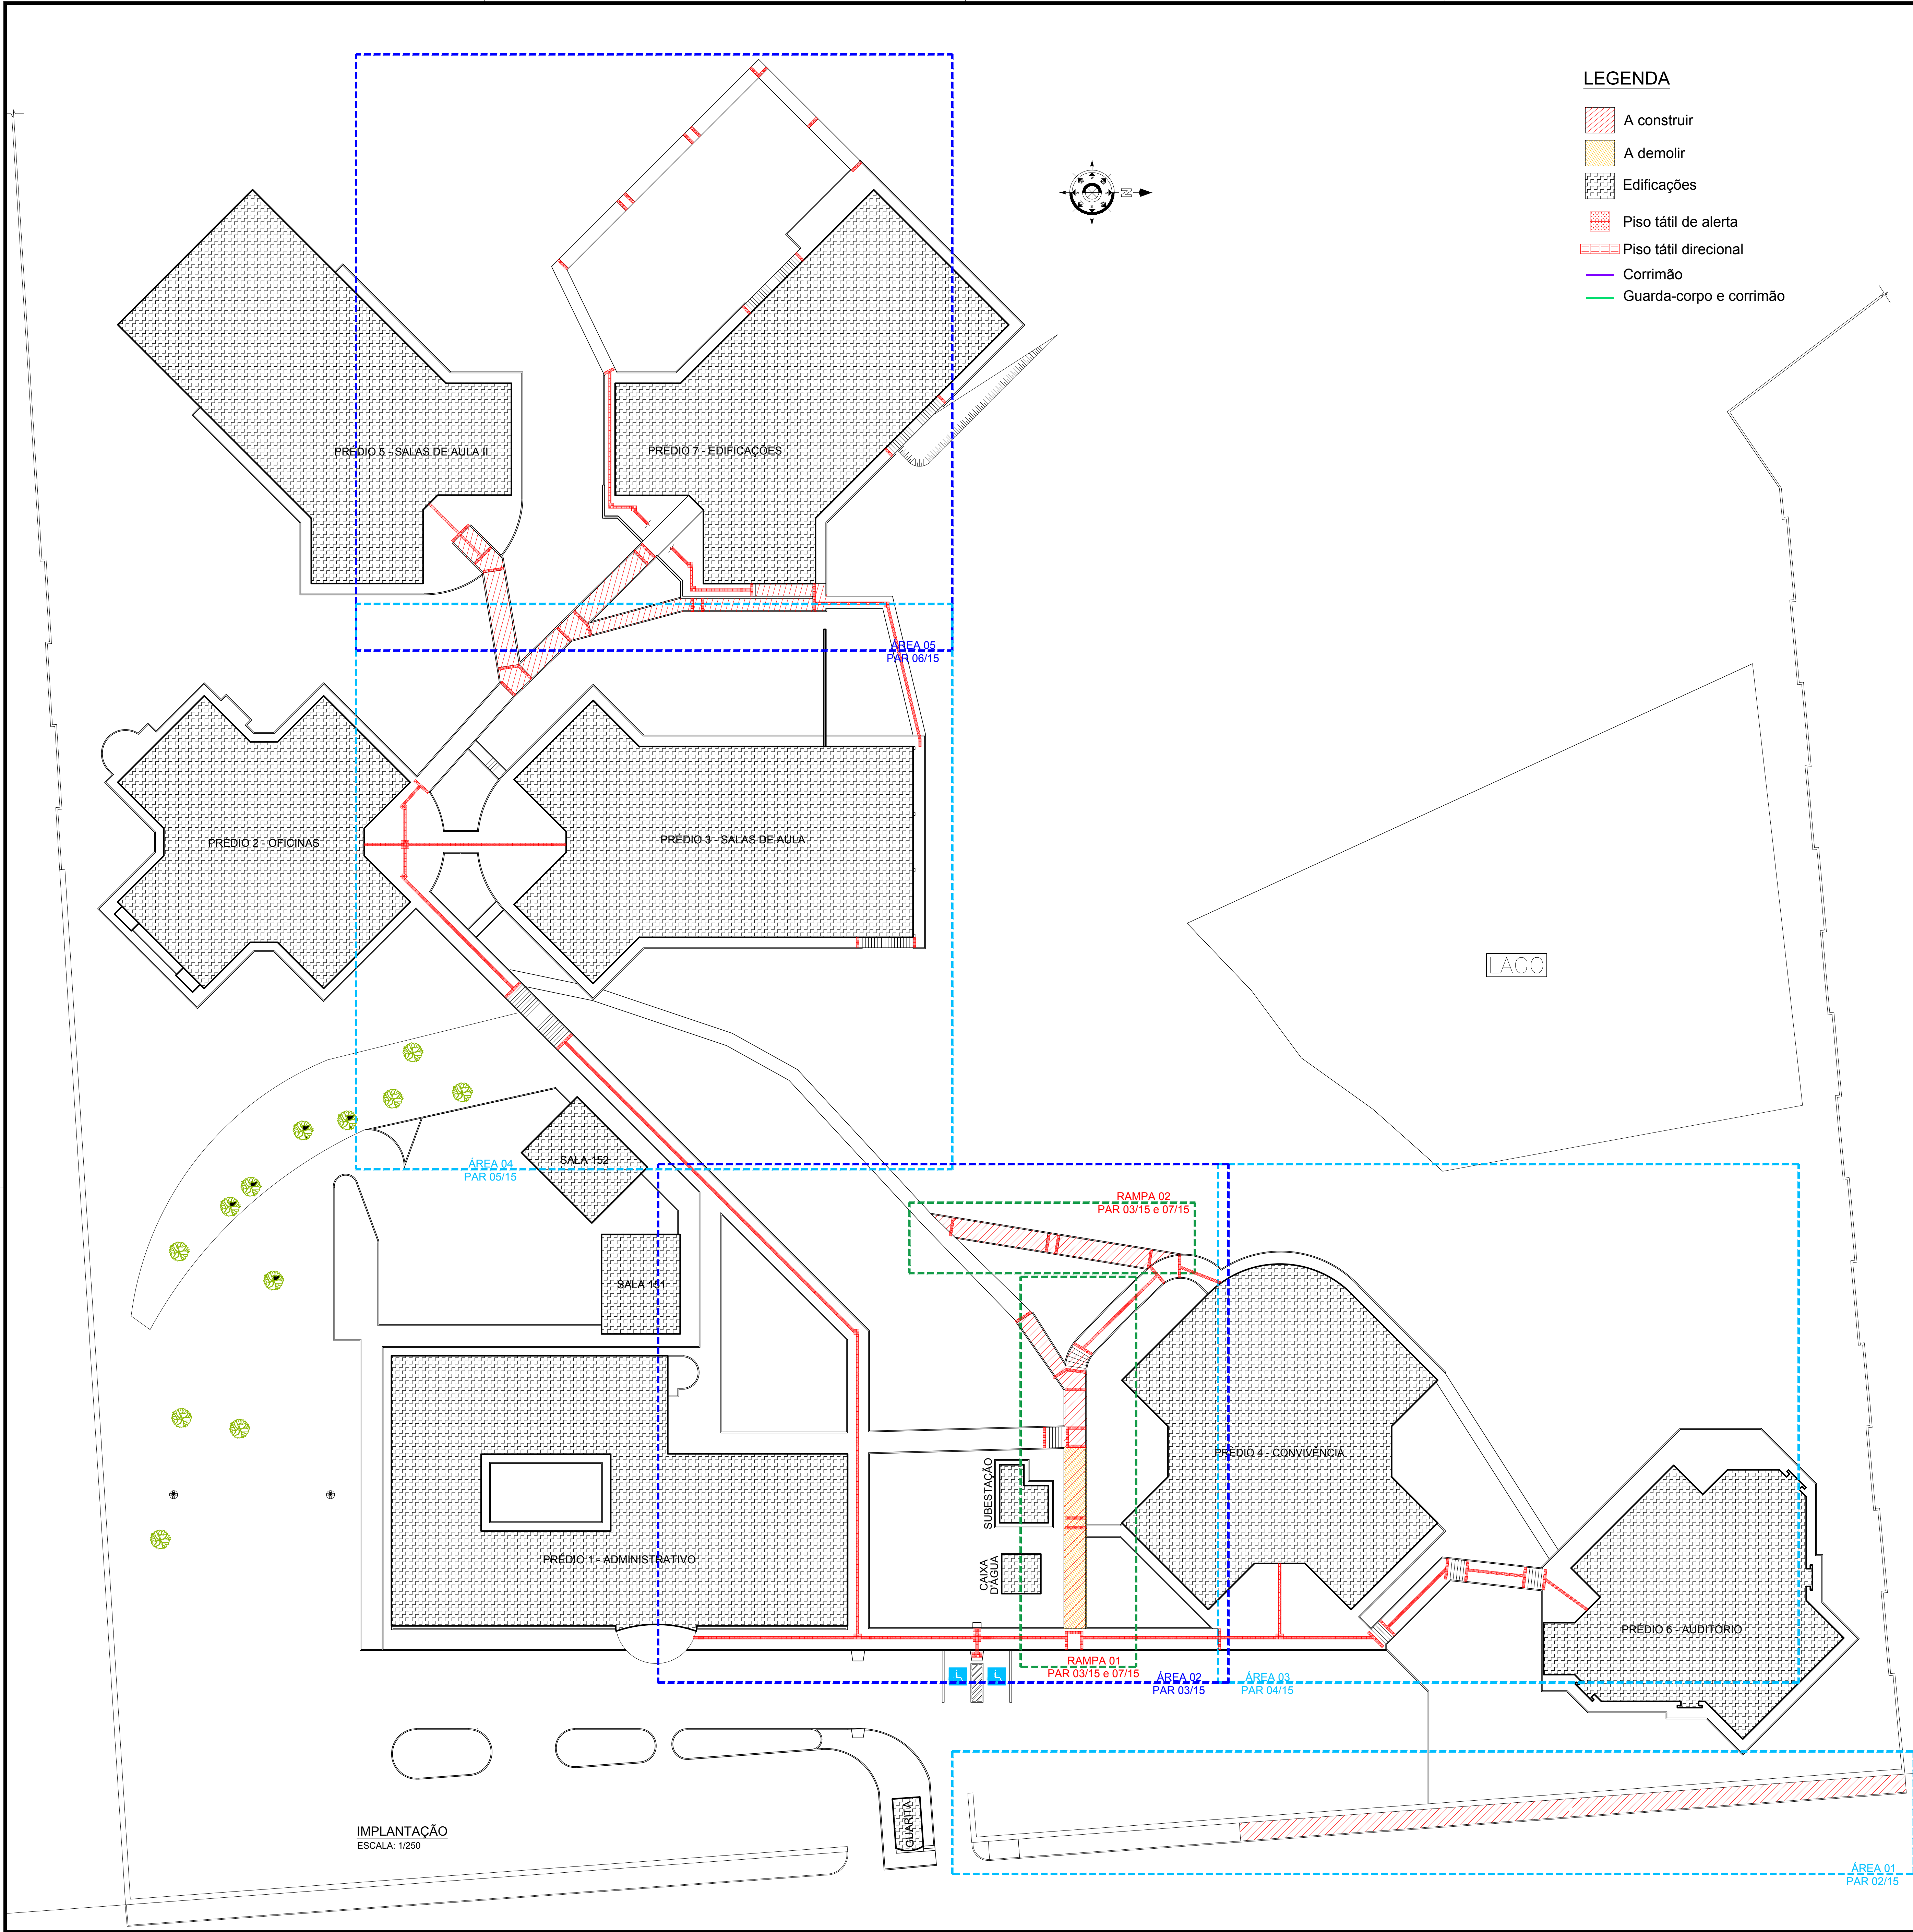 LEGENDA
A construir
A demolir
Edificações
Piso tátil de alerta
Piso tátil direcional
Corrimão
Guarda-corpo e corrimão
N
PRÉDIO 5 - SALAS DE AULA II
PRÉDIO 7 - EDIFICAÇÕES
ÁREA 05
PAR 06/15
PRÉDIO 2 - OFICINAS
PRÉDIO 3 - SALAS DE AULA
LAGO
ÁREA 04
PAR 05/15
SALA 152
RAMPA 02
PAR 03/15 e 07/15
SALA 151
PRÉDIO 4 - CONVIVÊNCIA
SUBESTAÇÃO
PRÉDIO 1 - ADMINISTRATIVO
CAIXA
D'ÁGUA
PRÉDIO 6 - AUDITÓRIO
RAMPA 01
PAR 03/15 e 07/15
ÁREA 02
PAR 03/15
ÁREA 03
PAR 04/15
GUARITA
IMPLANTAÇÃO
ESCALA: 1/250
ÁREA 01
PAR 02/15